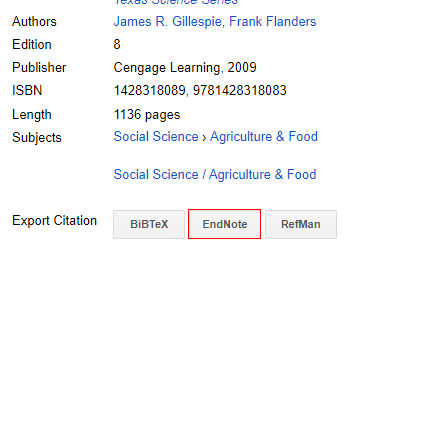 Texas Science Series
Authors James R. Gillespie, Frank Flanders
Edition 8
Publisher Cengage Learning, 2009
ISBN 1428318089, 9781428318083
Length 1136 pages
Subjects Social Science › Agriculture & Food
Social Science / Agriculture & Food
Export Citation BiBTeX EndNote RefMan